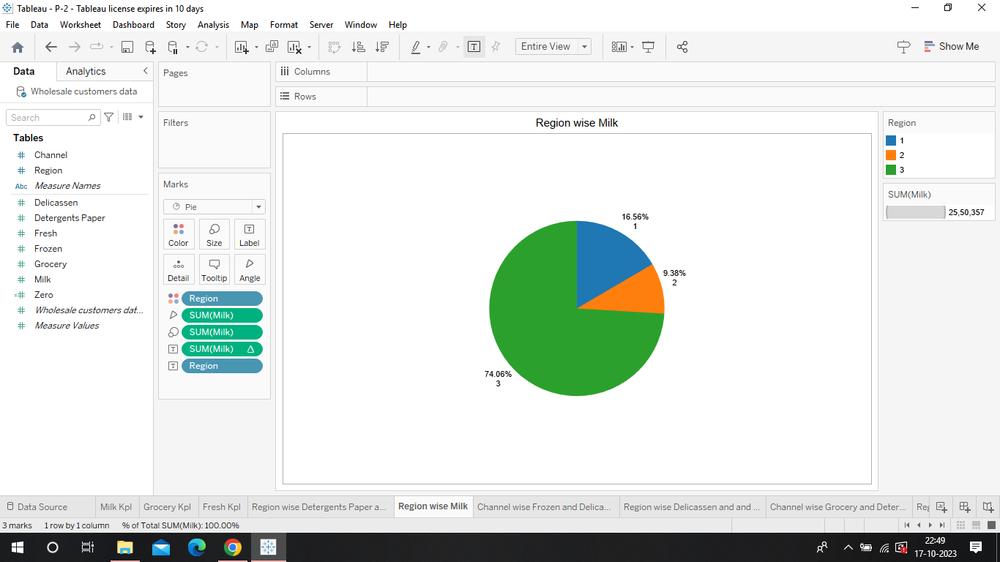 Tableau - P-2 - Tableau license expires in 10 days
File Data Worksheet Dashboard Story Analysis Map Format Server Window Help
Entire View
Show Me
Data Analytics
Wholesale customers data
Search
Tables
Channel
Region
Abc Measure Names
Delicassen
Detergents Paper
Fresh
Frozen
Grocery
Milk
Zero
Wholesale customers dat...
Measure Values
Pages
Filters
Marks
Pie
Color Size Label
Detail Tooltip Angle
Region
SUM(Milk)
SUM(Milk)
SUM(Milk)
Region
Columns
Rows
Region wise Milk
16.56%
1
9.38%
2
74.06%
3
Region
1
2
3
SUM(Milk)
25,50,357
Data Source Milk Kpl Grocery Kpl Fresh Kpl Region wise Detergents Paper a... Region wise Milk Channel wise Frozen and Delica... Region wise Delicassen and and ... Channel wise Grocery and Deter... Reg
3 marks 1 row by 1 column % of Total SUM(Milk): 100.00%
22:49
17-10-2023